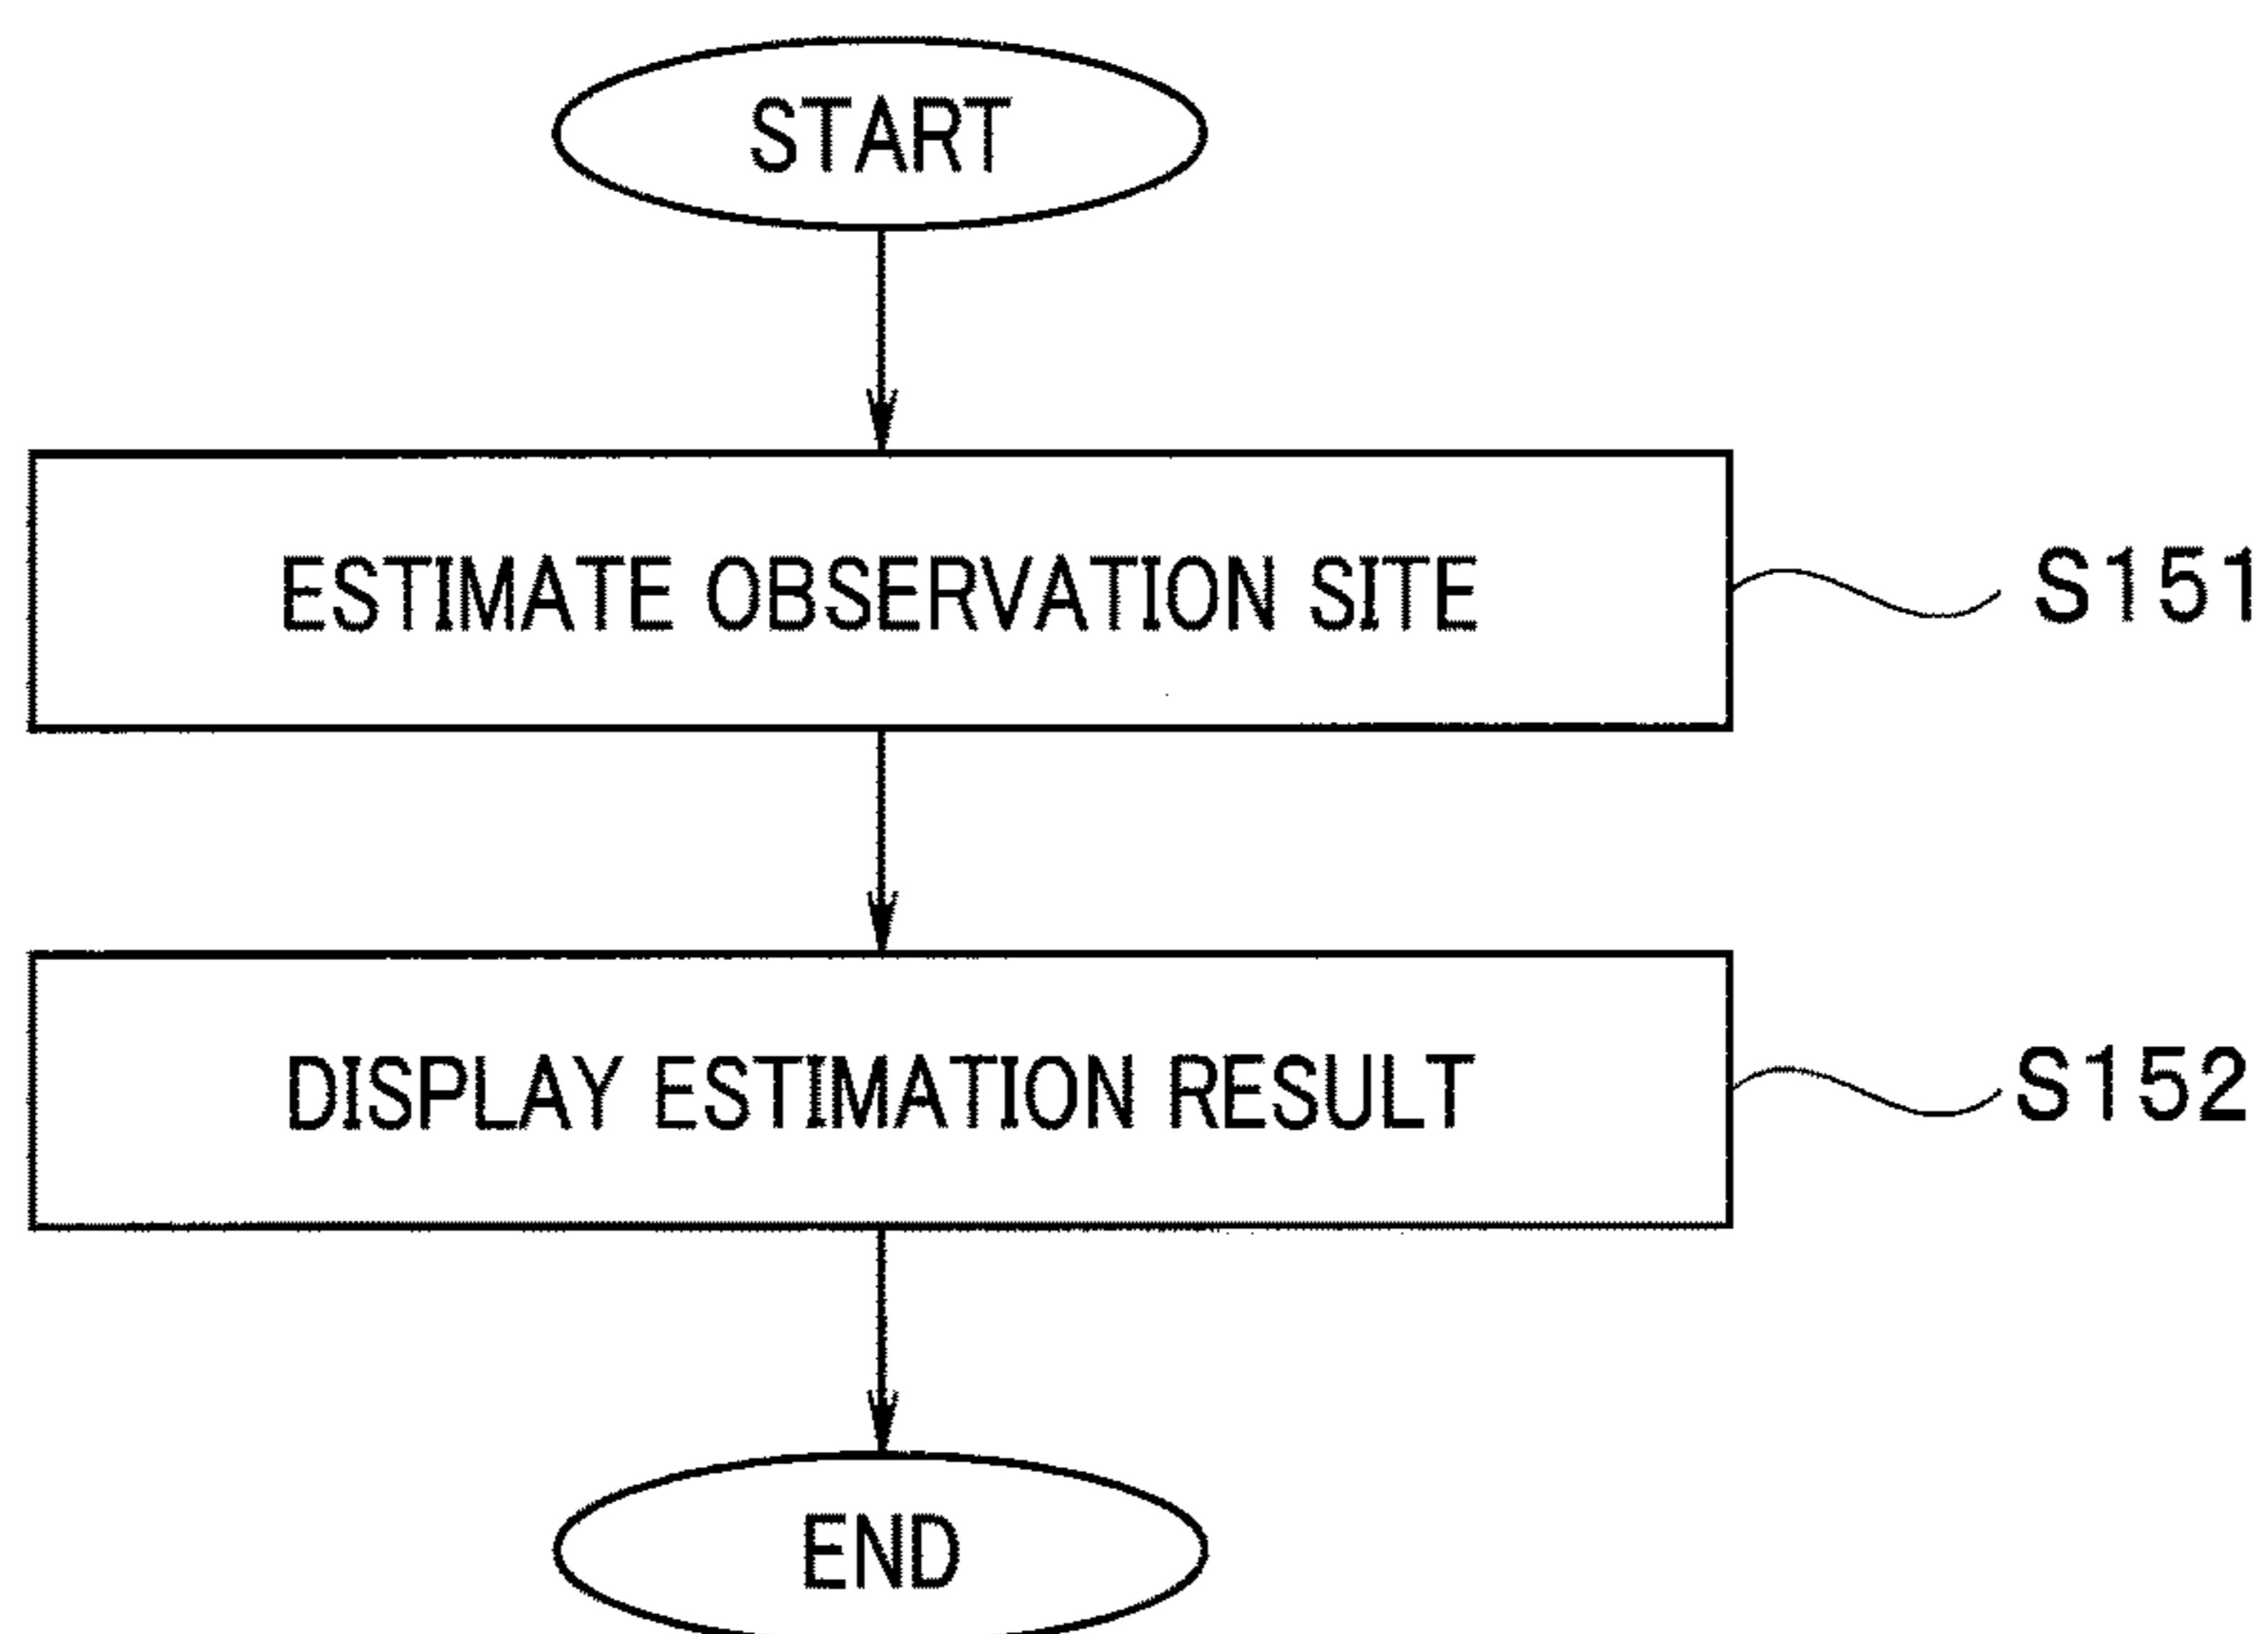 START
ESTIMATE OBSERVATION SITE
S151
DISPLAY ESTIMATION RESULT
S152
END